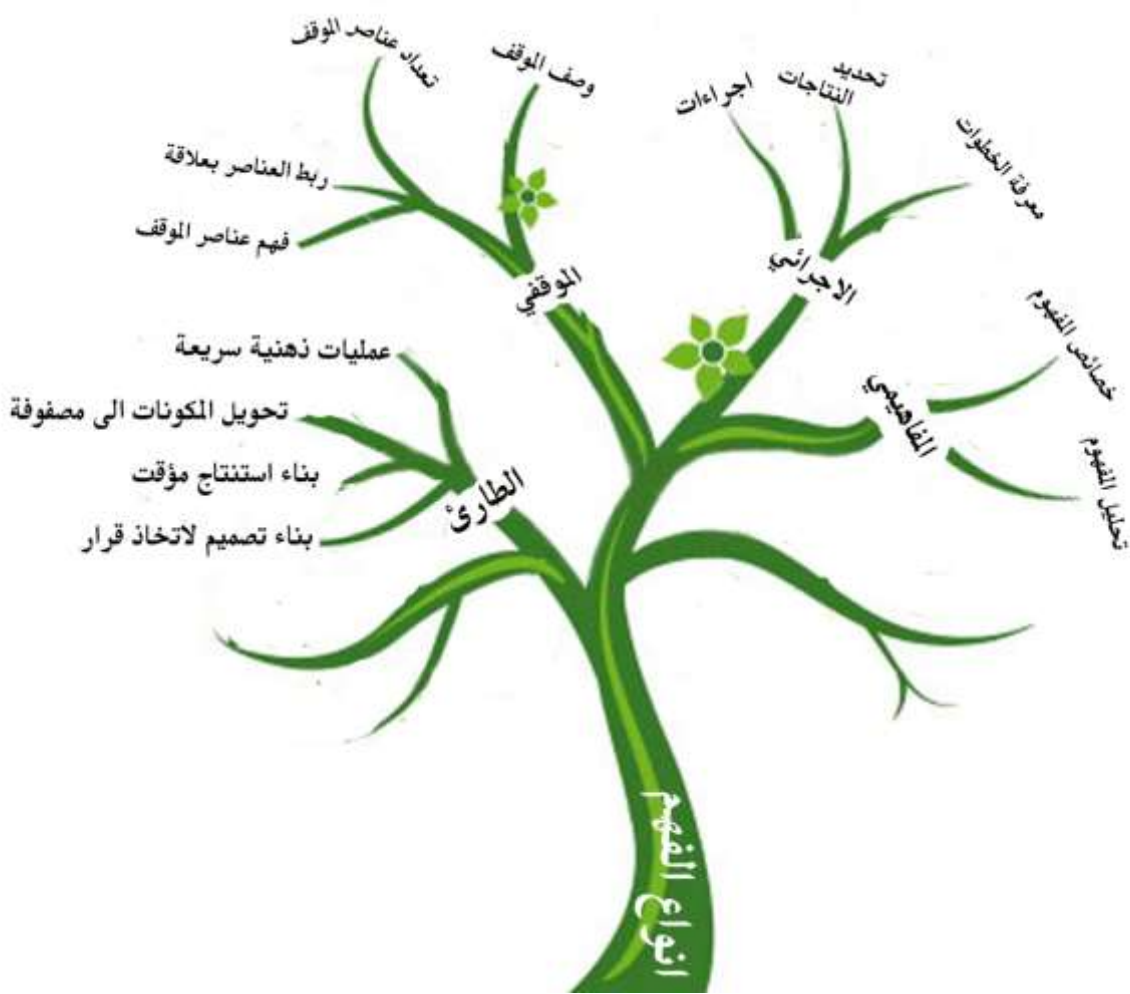 تعداد عناصر الموقف
وصف الموقف
اجراءات
تحديد
النتاجات
معرفة الخطوات
ربط العناصر بعلاقة
فهم عناصر الموقف
الموقفي
الاجرائي
خصائص المفهوم
المفاهيمي
تحليل المفهوم
عمليات ذهنية سريعة
تحويل المكونات الى مصفوفة
بناء استنتاج مؤقت
بناء تصميم لاتخاذ قرار
الطارئ
انواع الفهم